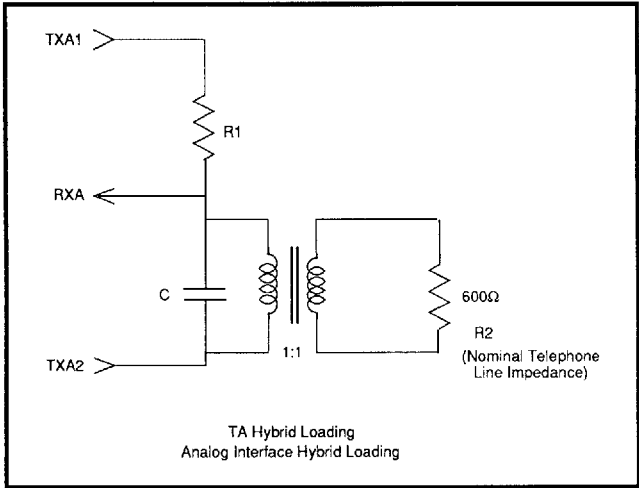 TXA1
R1
RXA
C
600Ω
R2
(Nominal Telephone
Line Impedance)
1:1
TXA2
TA Hybrid Loading
Analog Interface Hybrid Loading